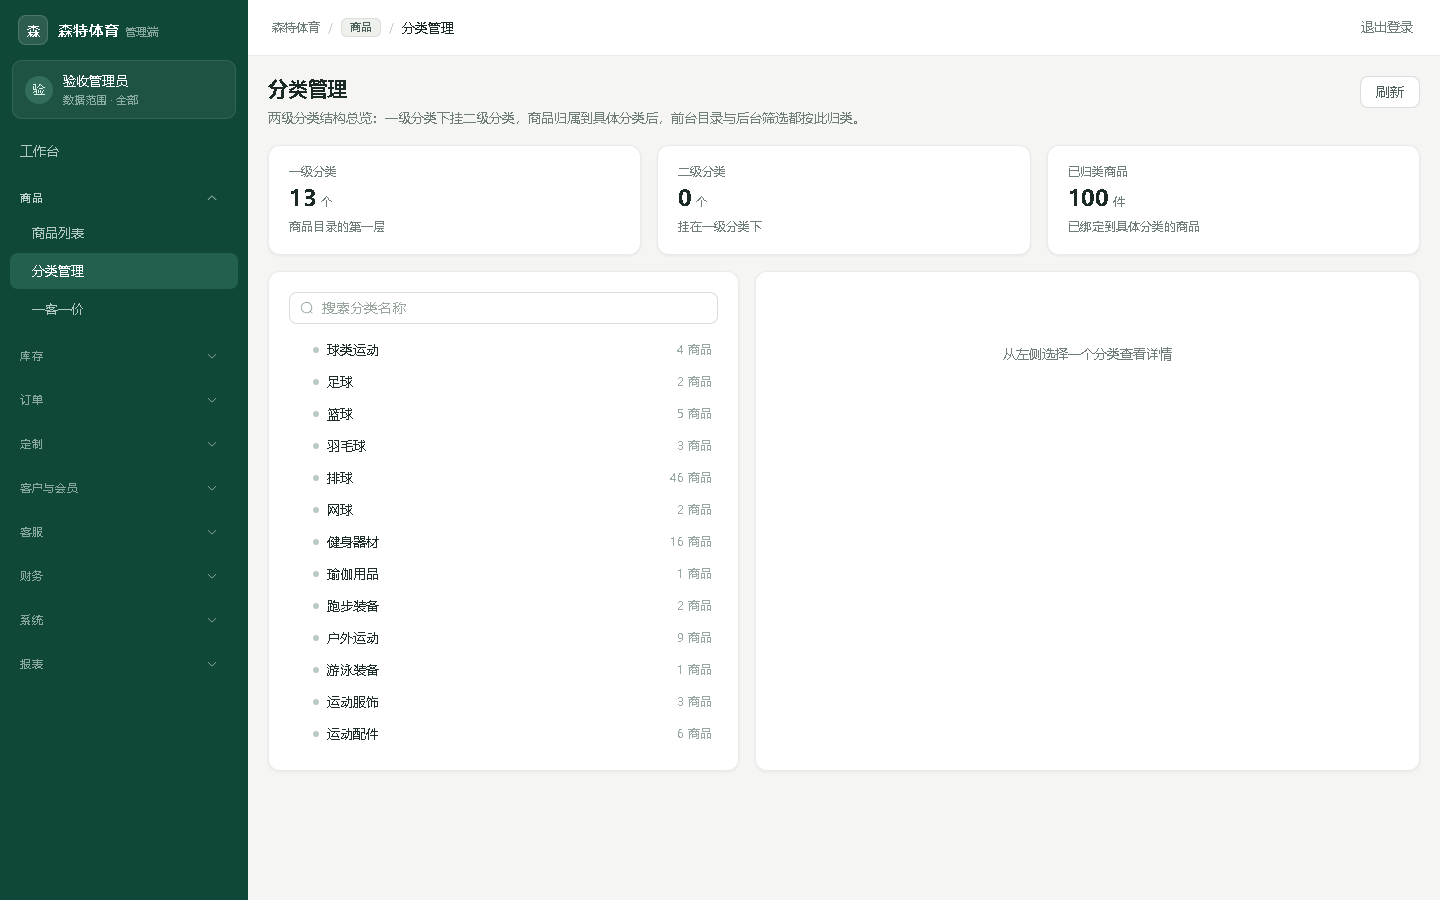 森 森特体育 管理端
验 验收管理员
数据范围 · 全部
工作台
商品
商品列表
分类管理
一客一价
库存
订单
定制
客户与会员
客服
财务
系统
报表
森特体育 / 商品 / 分类管理
退出登录
分类管理
刷新
两级分类结构总览：一级分类下挂二级分类，商品归属到具体分类后，前台目录与后台筛选都按此归类。
一级分类
13 个
商品目录的第一层
二级分类
0 个
挂在一级分类下
已归类商品
100 件
已绑定到具体分类的商品
搜索分类名称
球类运动 4 商品
足球 2 商品
篮球 5 商品
羽毛球 3 商品
排球 46 商品
网球 2 商品
健身器材 16 商品
瑜伽用品 1 商品
跑步装备 2 商品
户外运动 9 商品
游泳装备 1 商品
运动服饰 3 商品
运动配件 6 商品
从左侧选择一个分类查看详情